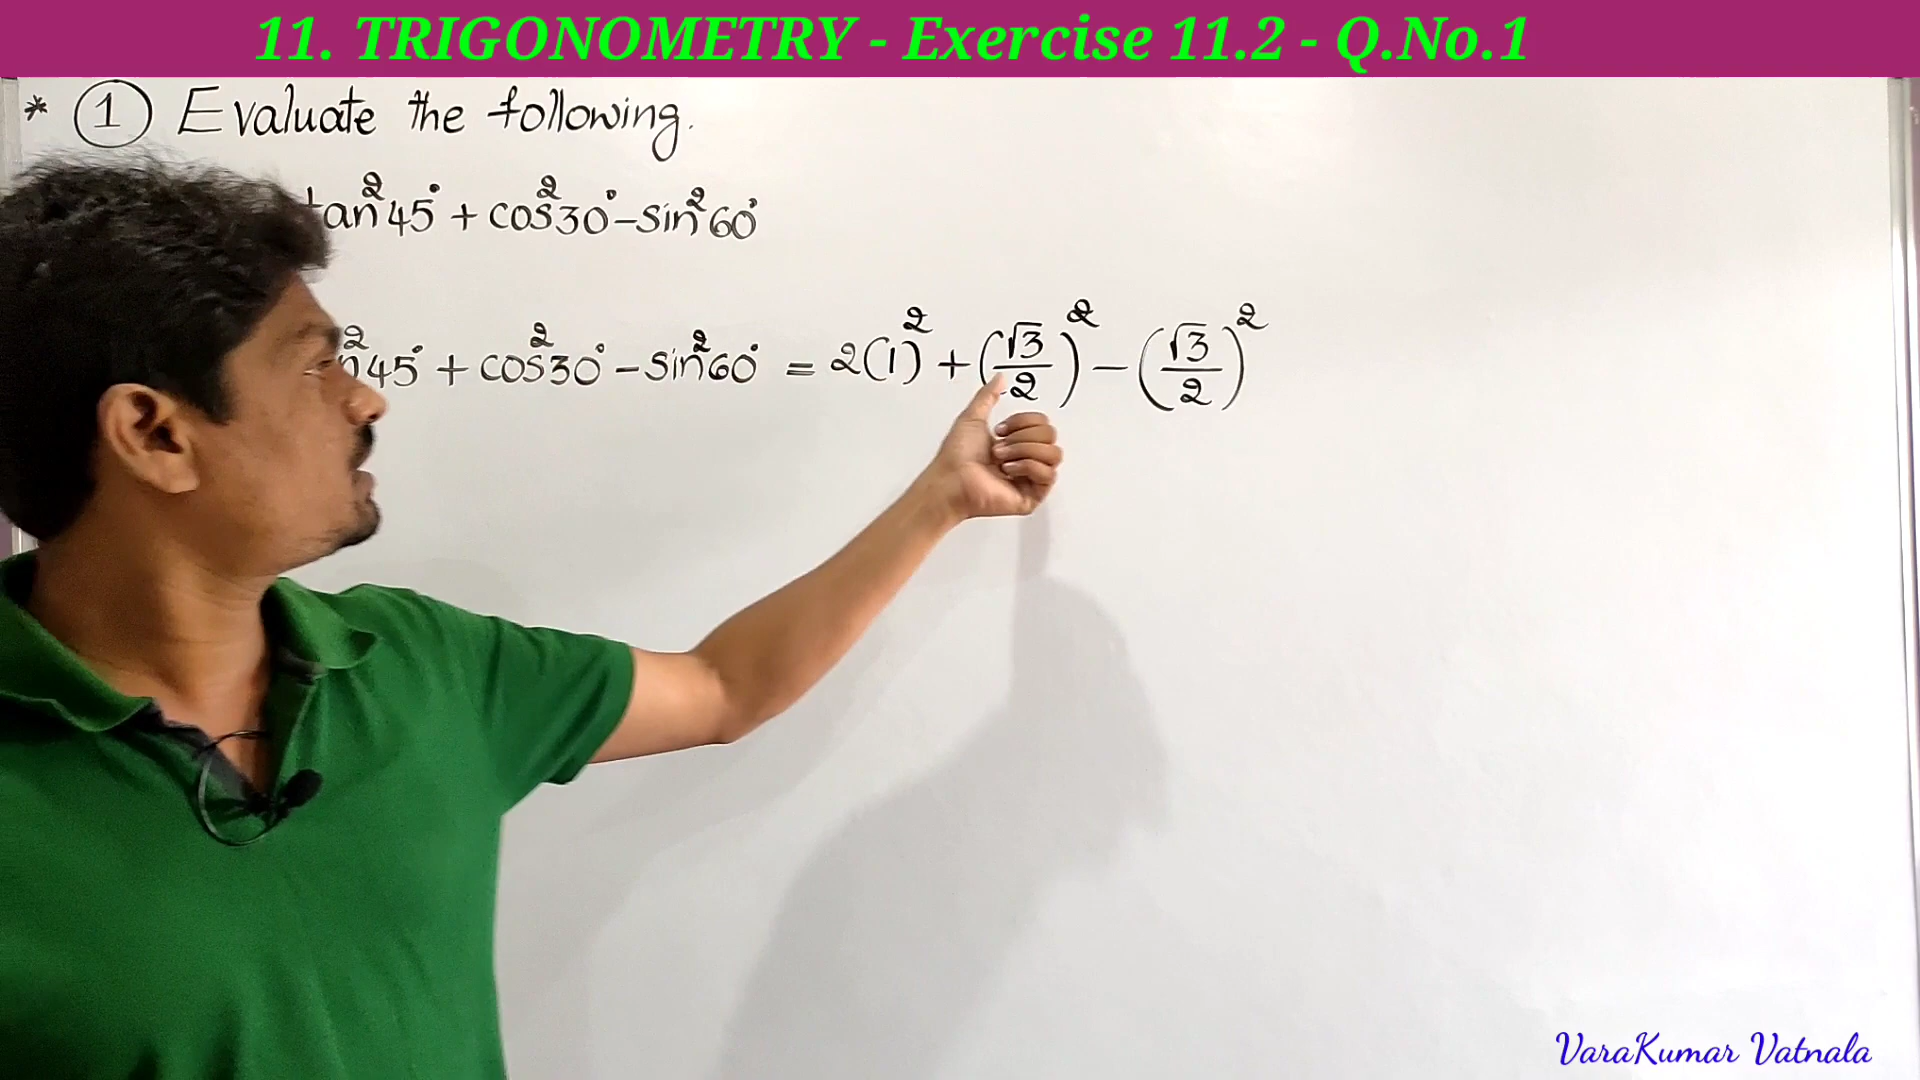 11. TRIGONOMETRY - Exercise 11.2 - Q.No.1
* ① Evaluate the following.
tan²45° + cos²30° - sin²60°
n²45° + cos²30° - sin²60° = 2(1)² + (√3/2)² - (√3/2)²
VaraKumar Vatnala